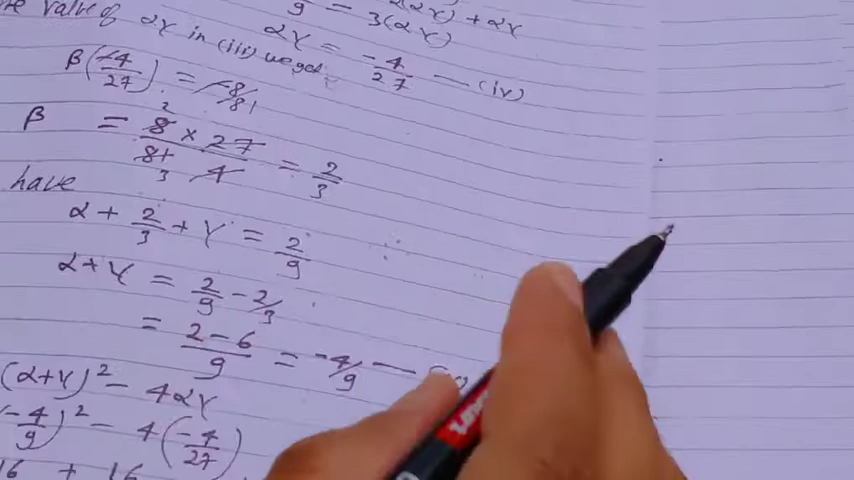 9 = 3(αγ) + αγ
the value of αγ in (iii) we get
αγ = -4/27 — (iv)
β(-4/27) = -8/81
β = 8 × 27 / 81 × 4 = 2/3
have
α + 2/3 + γ = 2/9
α + γ = 2/9 - 2/3
= 2-6/9 = -4/9 —
(α+γ)² - 4αγ
(-4/9)² - 4(-4/27)
16 + 16